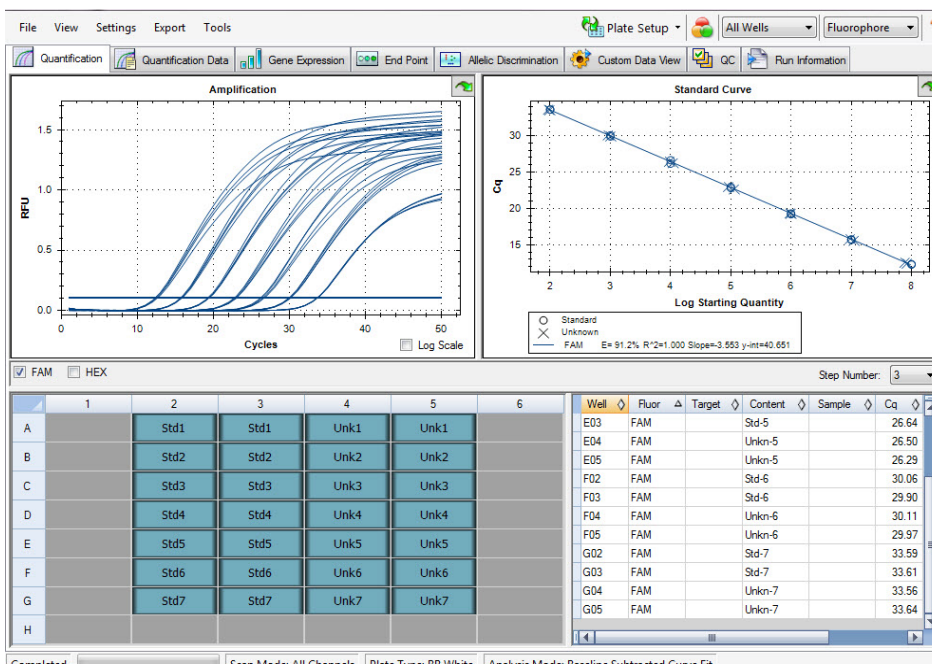 File View Settings Export Tools Plate Setup All Wells Fluorophore
Quantification Quantification Data Gene Expression End Point Allelic Discrimination Custom Data View QC Run Information
Amplification
1.5
1.0
0.5
0.0
RFU
0 10 20 30 40 50
Cycles
Log Scale
Standard Curve
30
25
20
15
Cq
2 3 4 5 6 7 8
Log Starting Quantity
Standard
Unknown
FAM E= 91.2% R^2=1.000 Slope=-3.553 y-int=40.651
FAM HEX
Step Number: 3
1 2 3 4 5 6
A Std1 Std1 Unk1 Unk1
B Std2 Std2 Unk2 Unk2
C Std3 Std3 Unk3 Unk3
D Std4 Std4 Unk4 Unk4
E Std5 Std5 Unk5 Unk5
F Std6 Std6 Unk6 Unk6
G Std7 Std7 Unk7 Unk7
H
Well Fluor Target Content Sample Cq
E03 FAM Std-5 26.64
E04 FAM Unkn-5 26.50
E05 FAM Unkn-5 26.29
F02 FAM Std-6 30.06
F03 FAM Std-6 29.90
F04 FAM Unkn-6 30.11
F05 FAM Unkn-6 29.97
G02 FAM Std-7 33.59
G03 FAM Std-7 33.61
G04 FAM Unkn-7 33.56
G05 FAM Unkn-7 33.64
Completed Scan Mode: All Channels Plate Type: BR White Analysis Mode: Baseline Subtracted Curve Fit